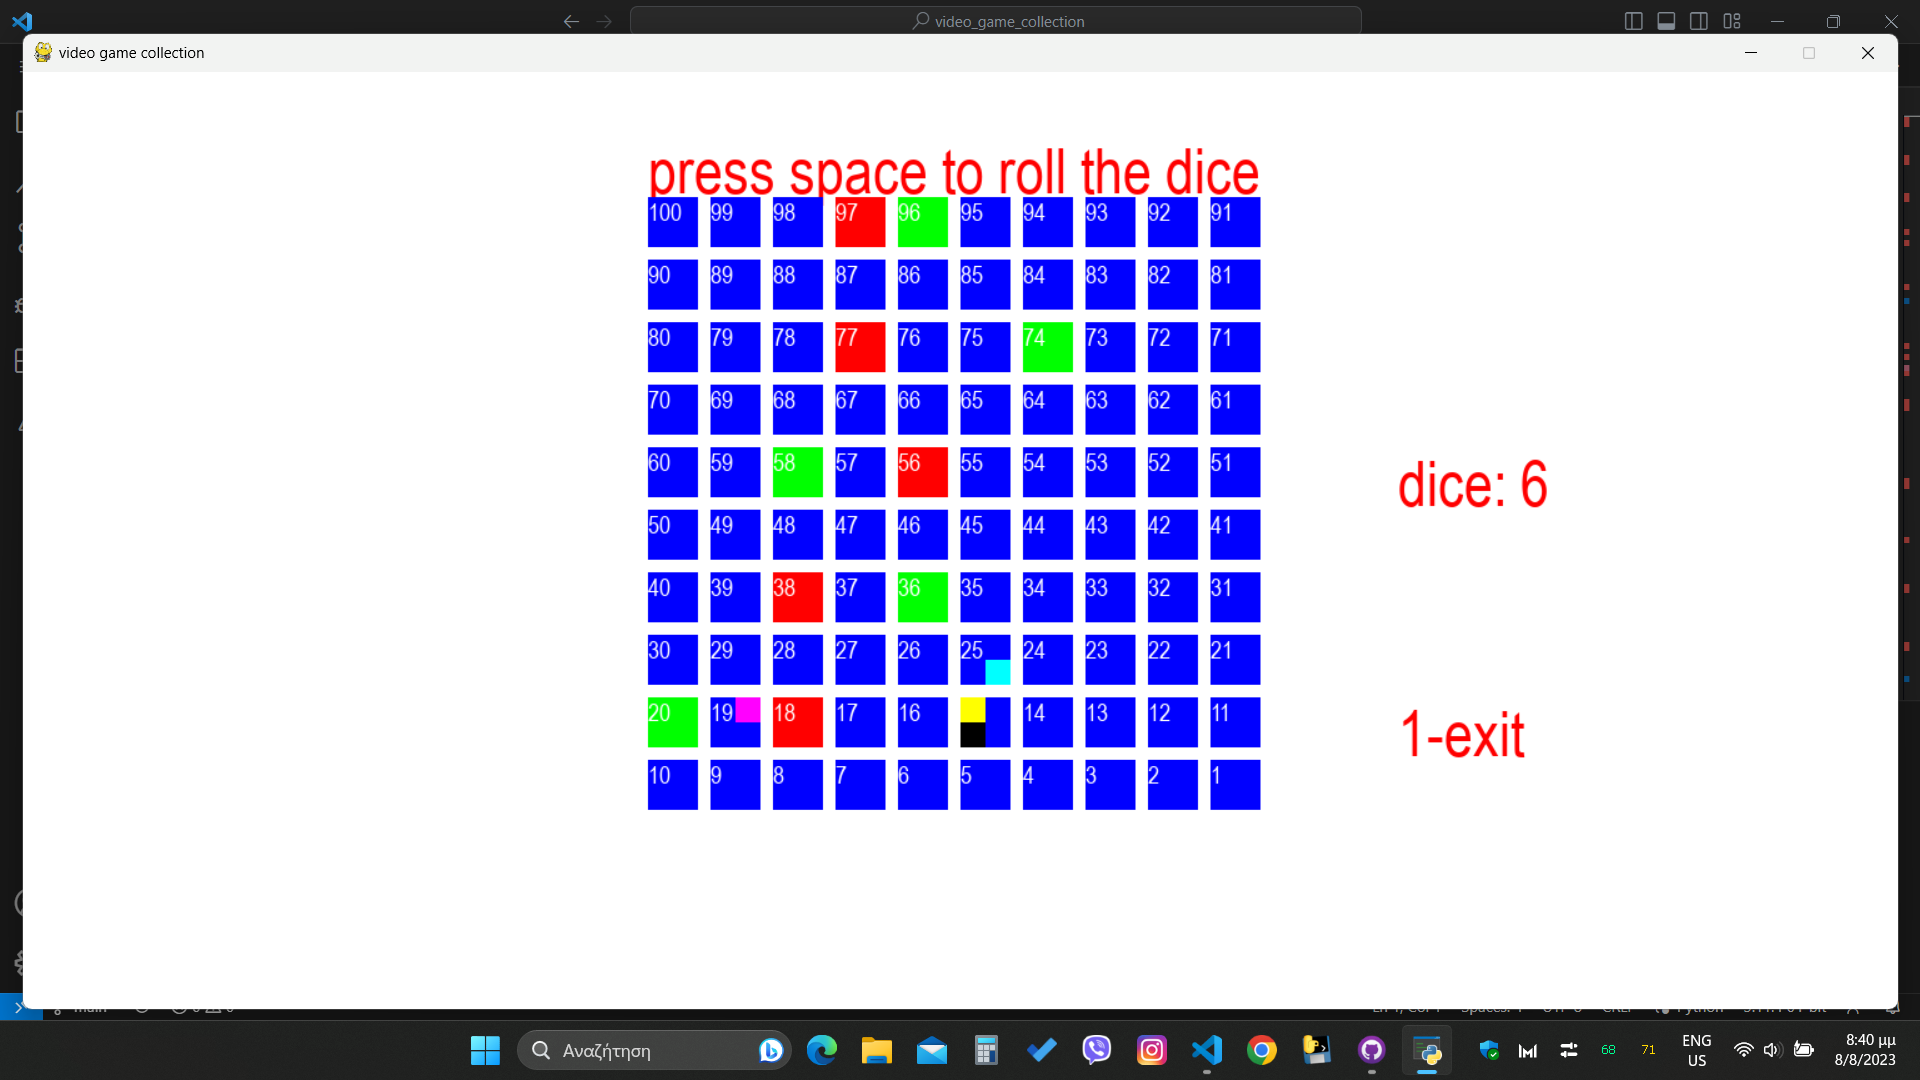 video_game_collection
video game collection
press space to roll the dice
100 99 98 97 96 95 94 93 92 91
90 89 88 87 86 85 84 83 82 81
80 79 78 77 76 75 74 73 72 71
70 69 68 67 66 65 64 63 62 61
60 59 58 57 56 55 54 53 52 51
dice: 6
50 49 48 47 46 45 44 43 42 41
40 39 38 37 36 35 34 33 32 31
30 29 28 27 26 25 24 23 22 21
20 19 18 17 16 14 13 12 11
1-exit
10 9 8 7 6 5 4 3 2 1
Αναζήτηση
68 71
ENG
US
8:40 μμ
8/8/2023